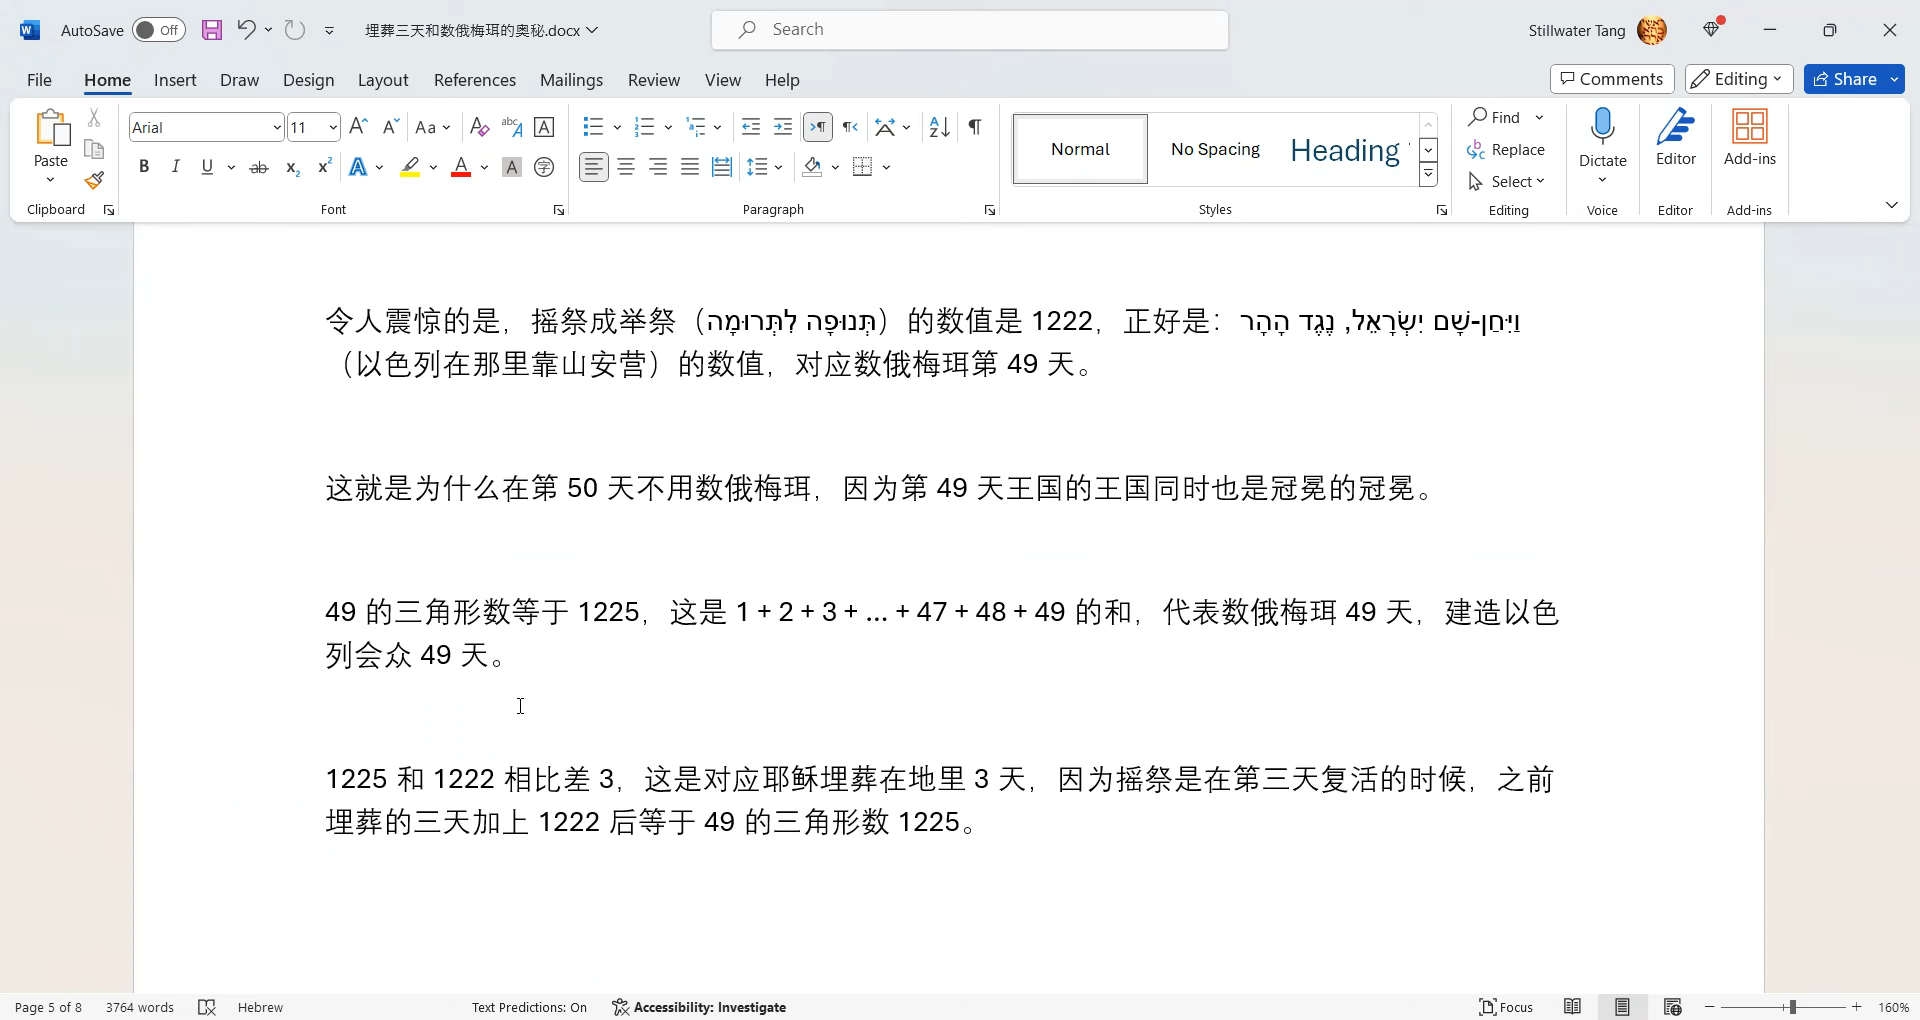 AutoSave Off 埋葬三天和数俄梅珥的奥秘.docx Search Stillwater Tang
File Home Insert Draw Design Layout References Mailings Review View Help Comments Editing Share
Paste Arial 11 Aa Normal No Spacing Heading Find Replace Select Dictate Editor Add-ins
Clipboard Font Paragraph Styles Editing Voice Editor Add-ins
令人震惊的是，摇祭成举祭（תְּנוּפָה לִתְּרוּמָה）的数值是 1222，正好是：וַיִּחַן-שָׁם יִשְׂרָאֵל, נֶגֶד הָהָר
（以色列在那里靠山安营）的数值，对应数俄梅珥第 49 天。
这就是为什么在第 50 天不用数俄梅珥，因为第 49 天王国的王国同时也是冠冕的冠冕。
49 的三角形数等于 1225，这是 1 + 2 + 3 + ... + 47 + 48 + 49 的和，代表数俄梅珥 49 天，建造以色
列会众 49 天。
1225 和 1222 相比差 3，这是对应耶稣埋葬在地里 3 天，因为摇祭是在第三天复活的时候，之前
埋葬的三天加上 1222 后等于 49 的三角形数 1225。
Page 5 of 8 3764 words Hebrew Text Predictions: On Accessibility: Investigate Focus 160%